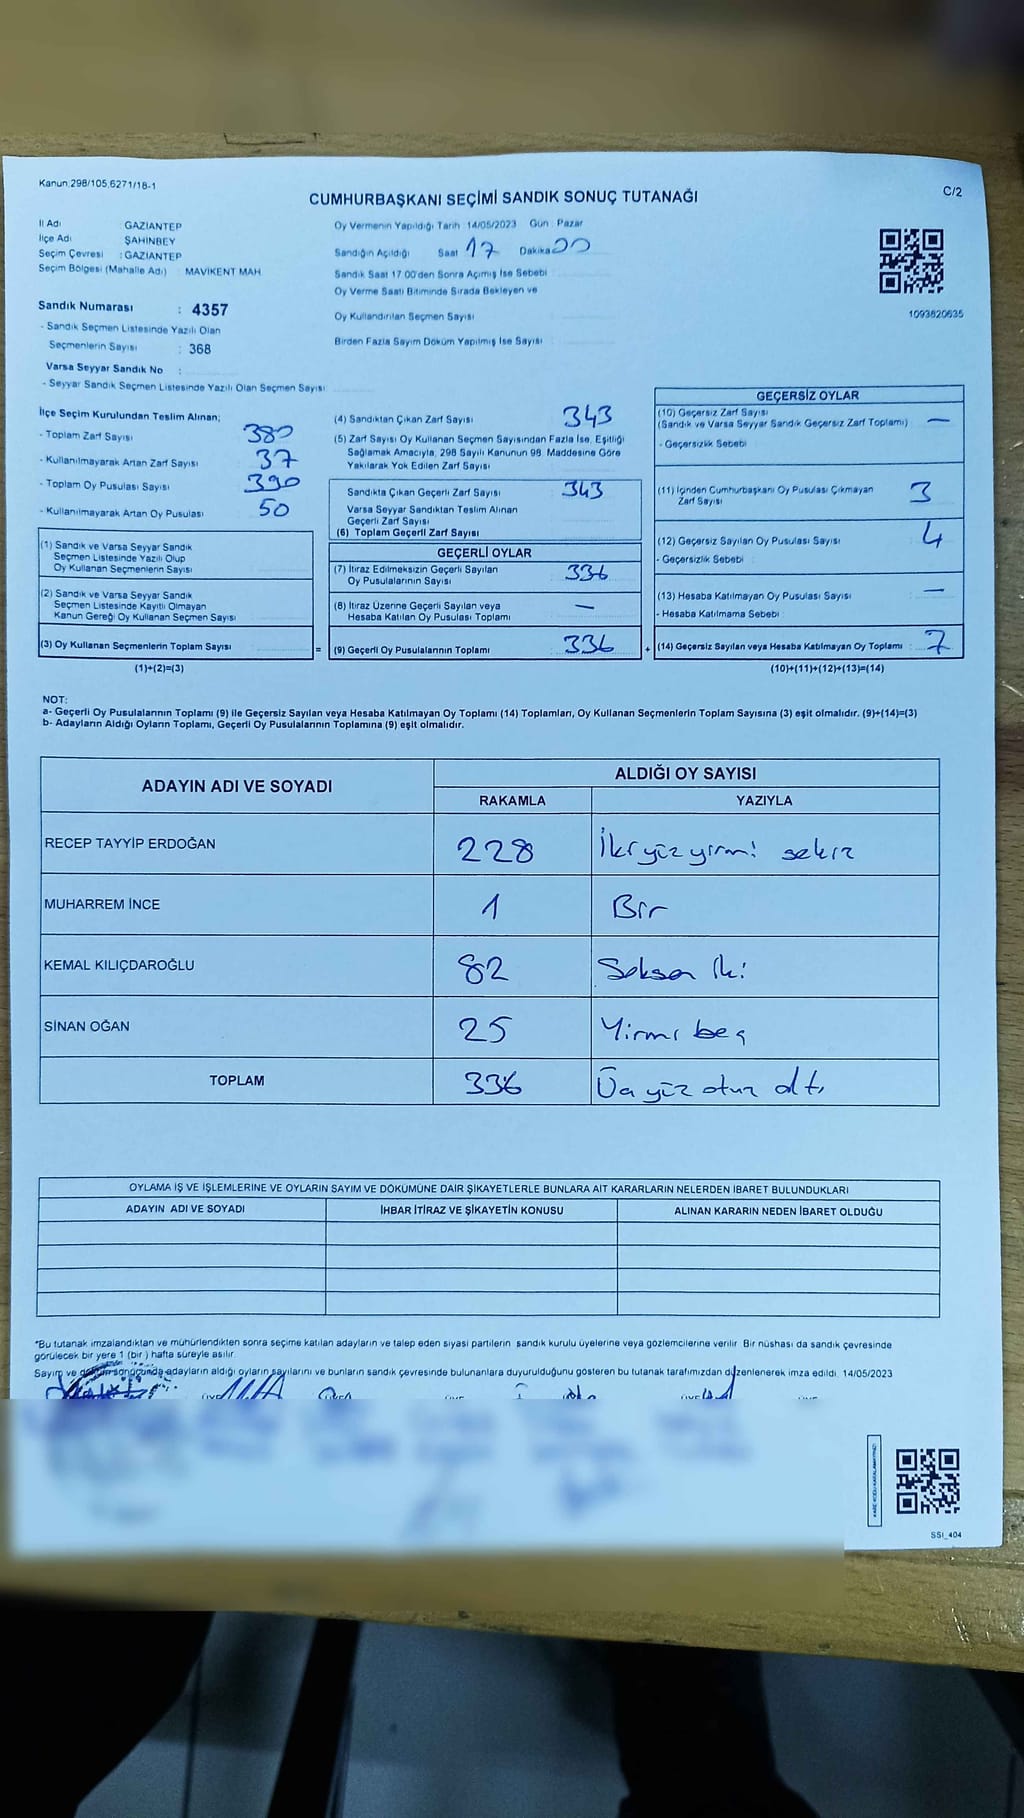 Kanun:298/105,6271/18-1
C/2
CUMHURBAŞKANI SEÇİMİ SANDIK SONUÇ TUTANAĞI
İl Adı GAZIANTEP
İlçe Adı ŞAHINBEY
Seçim Çevresi : GAZIANTEP
Seçim Bölgesi (Mahalle Adı) : MAVIKENT MAH.
Oy Vermenin Yapıldığı Tarih 14/05/2023 Gün Pazar
Sandığın Açıldığı Saat 17 Dakika 00
Sandık Saat 17.00'den Sonra Açımış İse Sebebi
Oy Verme Saati Bitiminde Sırada Bekleyen ve
Oy Kullandırılan Seçmen Sayısı
Birden Fazla Sayım Döküm Yapılmış İse Sayısı
1093820635
Sandık Numarası : 4357
- Sandık Seçmen Listesinde Yazılı Olan
Seçmenlerin Sayısı : 368
Varsa Seyyar Sandık No :
- Seyyar Sandık Seçmen Listesinde Yazılı Olan Seçmen Sayısı
İlçe Seçim Kurulundan Teslim Alınan;
- Toplam Zarf Sayısı 380
- Kullanılmayarak Artan Zarf Sayısı 37
- Toplam Oy Pusulası Sayısı 390
- Kullanılmayarak Artan Oy Pusulası 50
(1) Sandık ve Varsa Seyyar Sandık
Seçmen Listesinde Yazılı Olup
Oy Kullanan Seçmenlerin Sayısı
(2) Sandık ve Varsa Seyyar Sandık
Seçmen Listesinde Kayıtlı Olmayan
Kanun Gereği Oy Kullanan Seçmen Sayısı
(3) Oy Kullanan Seçmenlerin Toplam Sayısı =
(1)+(2)=(3)
(4) Sandıktan Çıkan Zarf Sayısı 343
(5) Zarf Sayısı Oy Kullanan Seçmen Sayısından Fazla İse, Eşitliği
Sağlamak Amacıyla, 298 Sayılı Kanunun 98. Maddesine Göre
Yakılarak Yok Edilen Zarf Sayısı
Sandıkta Çıkan Geçerli Zarf Sayısı 343
Varsa Seyyar Sandıktan Teslim Alınan
Geçerli Zarf Sayısı
(6) Toplam Geçerli Zarf Sayısı
GEÇERLİ OYLAR
(7) İtiraz Edilmeksizin Geçerli Sayılan
Oy Pusulalarının Sayısı 336
(8) İtiraz Üzerine Geçerli Sayılan veya
Hesaba Katılan Oy Pusulası Toplamı —
(9) Geçerli Oy Pusulalarının Toplamı 336 +
GEÇERSİZ OYLAR
(10) Geçersiz Zarf Sayısı
(Sandık ve Varsa Seyyar Sandık Geçersiz Zarf Toplamı) —
- Geçersizlik Sebebi
(11) İçinden Cumhurbaşkanı Oy Pusulası Çıkmayan
Zarf Sayısı 3
(12) Geçersiz Sayılan Oy Pusulası Sayısı 4
- Geçersizlik Sebebi
(13) Hesaba Katılmayan Oy Pusulası Sayısı : —
- Hesaba Katılmama Sebebi
(14) Geçersiz Sayılan veya Hesaba Katılmayan Oy Toplamı : 7
(10)+(11)+(12)+(13)=(14)
NOT:
a- Geçerli Oy Pusulalarının Toplamı (9) ile Geçersiz Sayılan veya Hesaba Katılmayan Oy Toplamı (14) Toplamları, Oy Kullanan Seçmenlerin Toplam Sayısına (3) eşit olmalıdır. (9)+(14)=(3)
b- Adayların Aldığı Oyların Toplamı, Geçerli Oy Pusulalarının Toplamına (9) eşit olmalıdır.
ADAYIN ADI VE SOYADI ALDIĞI OY SAYISI
RAKAMLA YAZIYLA
RECEP TAYYİP ERDOĞAN 228 İkiyüzyirmi sekiz
MUHARREM İNCE 1 Bir
KEMAL KILIÇDAROĞLU 82 Seksen iki
SİNAN OĞAN 25 Yirmi beş
TOPLAM 336 Üç yüz otuz altı
OYLAMA İŞ VE İŞLEMLERINE VE OYLARIN SAYIM VE DÖKÜMÜNE DAİR ŞİKAYETLERLE BUNLARA AİT KARARLARIN NELERDEN İBARET BULUNDUKLARI
ADAYIN ADI VE SOYADI İHBAR İTİRAZ VE ŞİKAYETİN KONUSU ALINAN KARARIN NEDEN İBARET OLDUĞU
*Bu tutanak imzalandıktan ve mühürlendikten sonra seçime katılan adayların ve talep eden siyasi partilerin sandık kurulu üyelerine veya gözlemcilerine verilir. Bir nüshası da sandık çevresinde
görülecek bir yere 1 (bir ) hafta süreyle asılır.
Sayım ve döküm sonucunda adayların aldığı oyların sayılarını ve bunların sandık çevresinde bulunanlara duyurulduğunu gösteren bu tutanak tarafımızdan düzenlenerek imza edildi. 14/05/2023
SSI_404